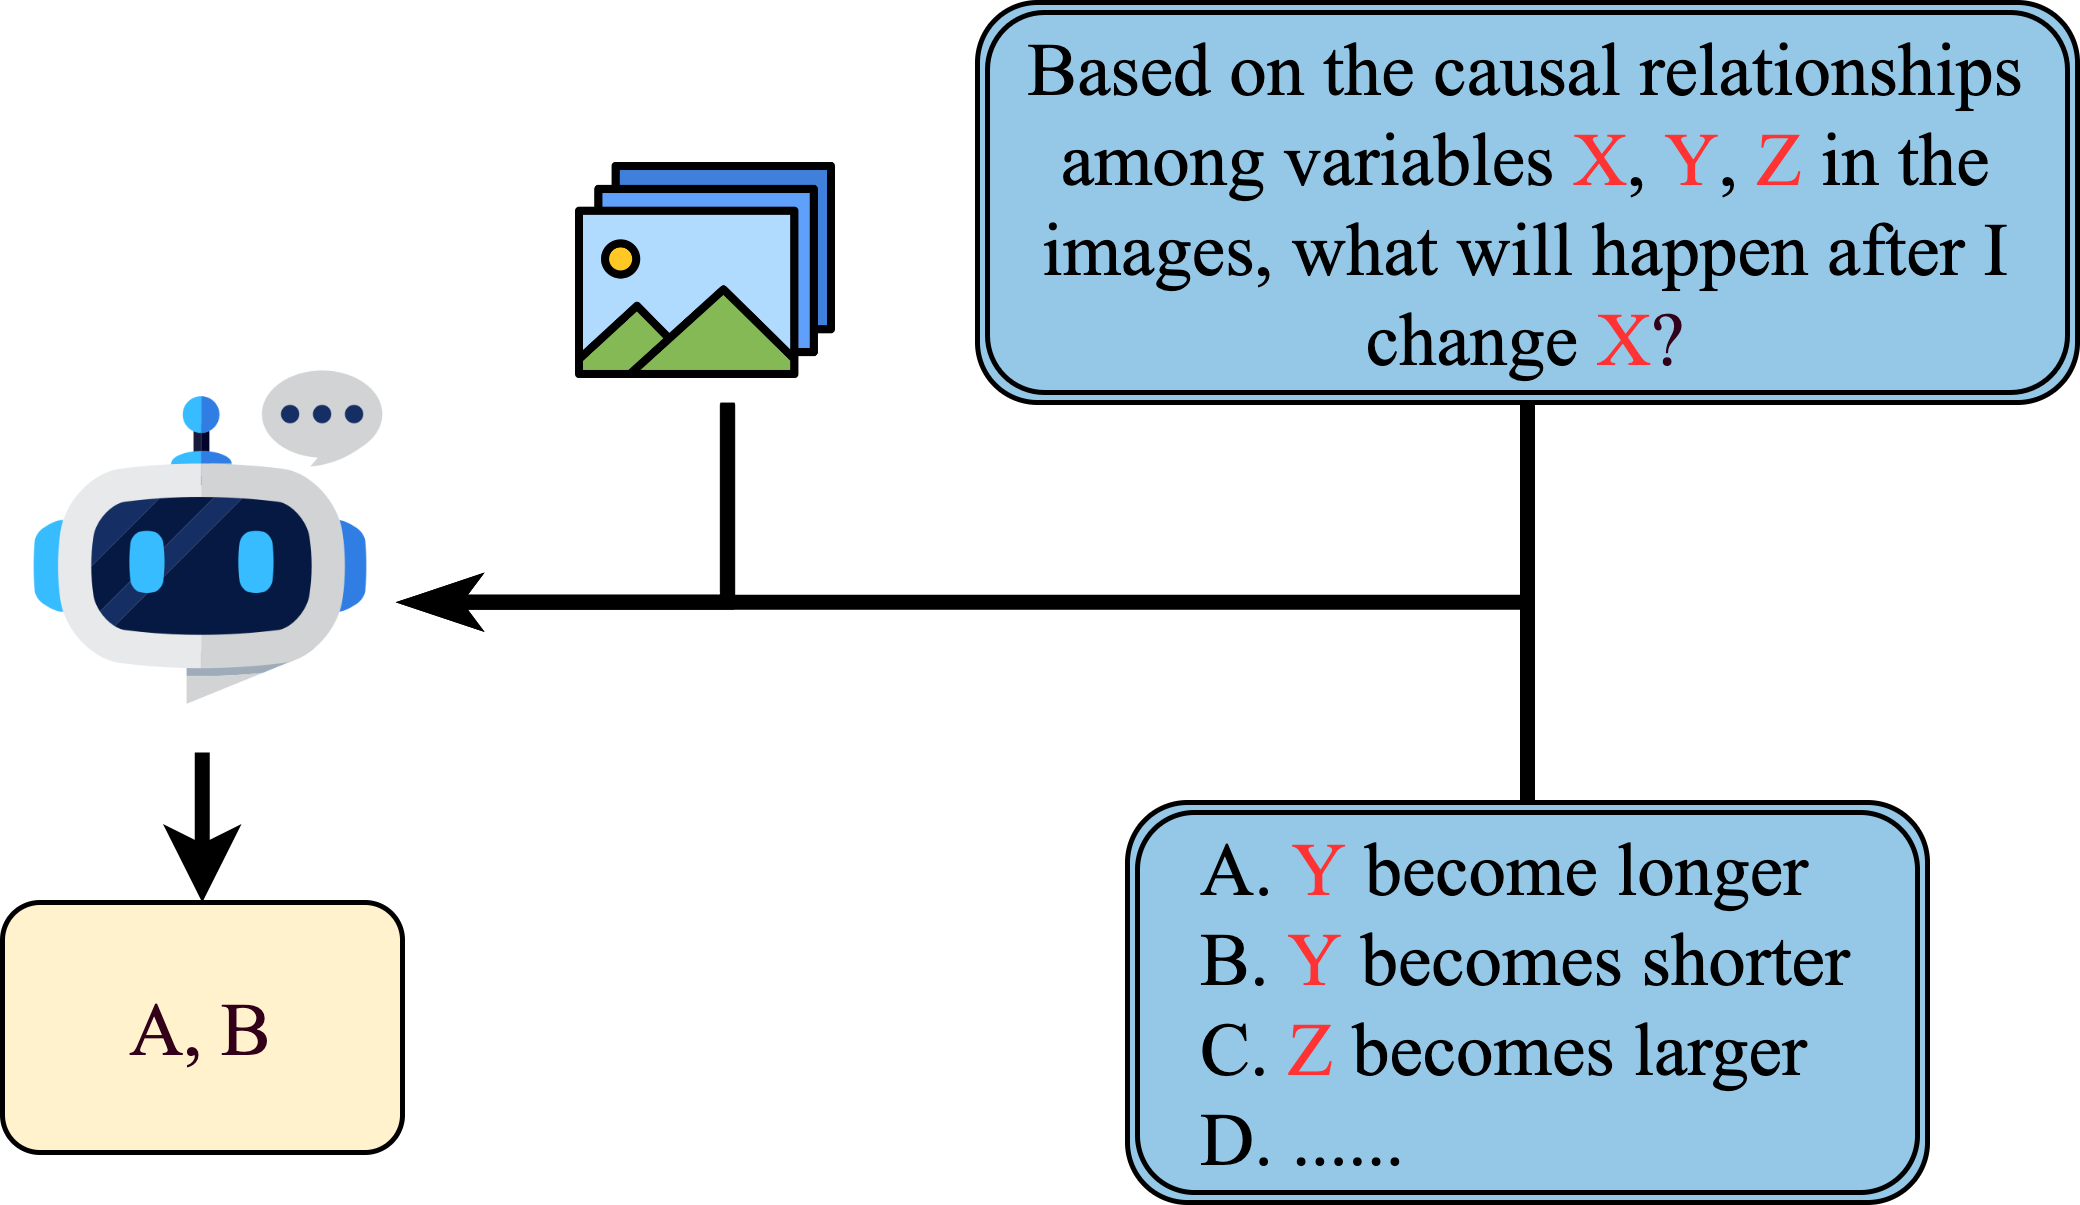 Based on the causal relationships
among variables X, Y, Z in the
images, what will happen after I
change X?
A. Y become longer
B. Y becomes shorter
C. Z becomes larger
D. ......
A, B